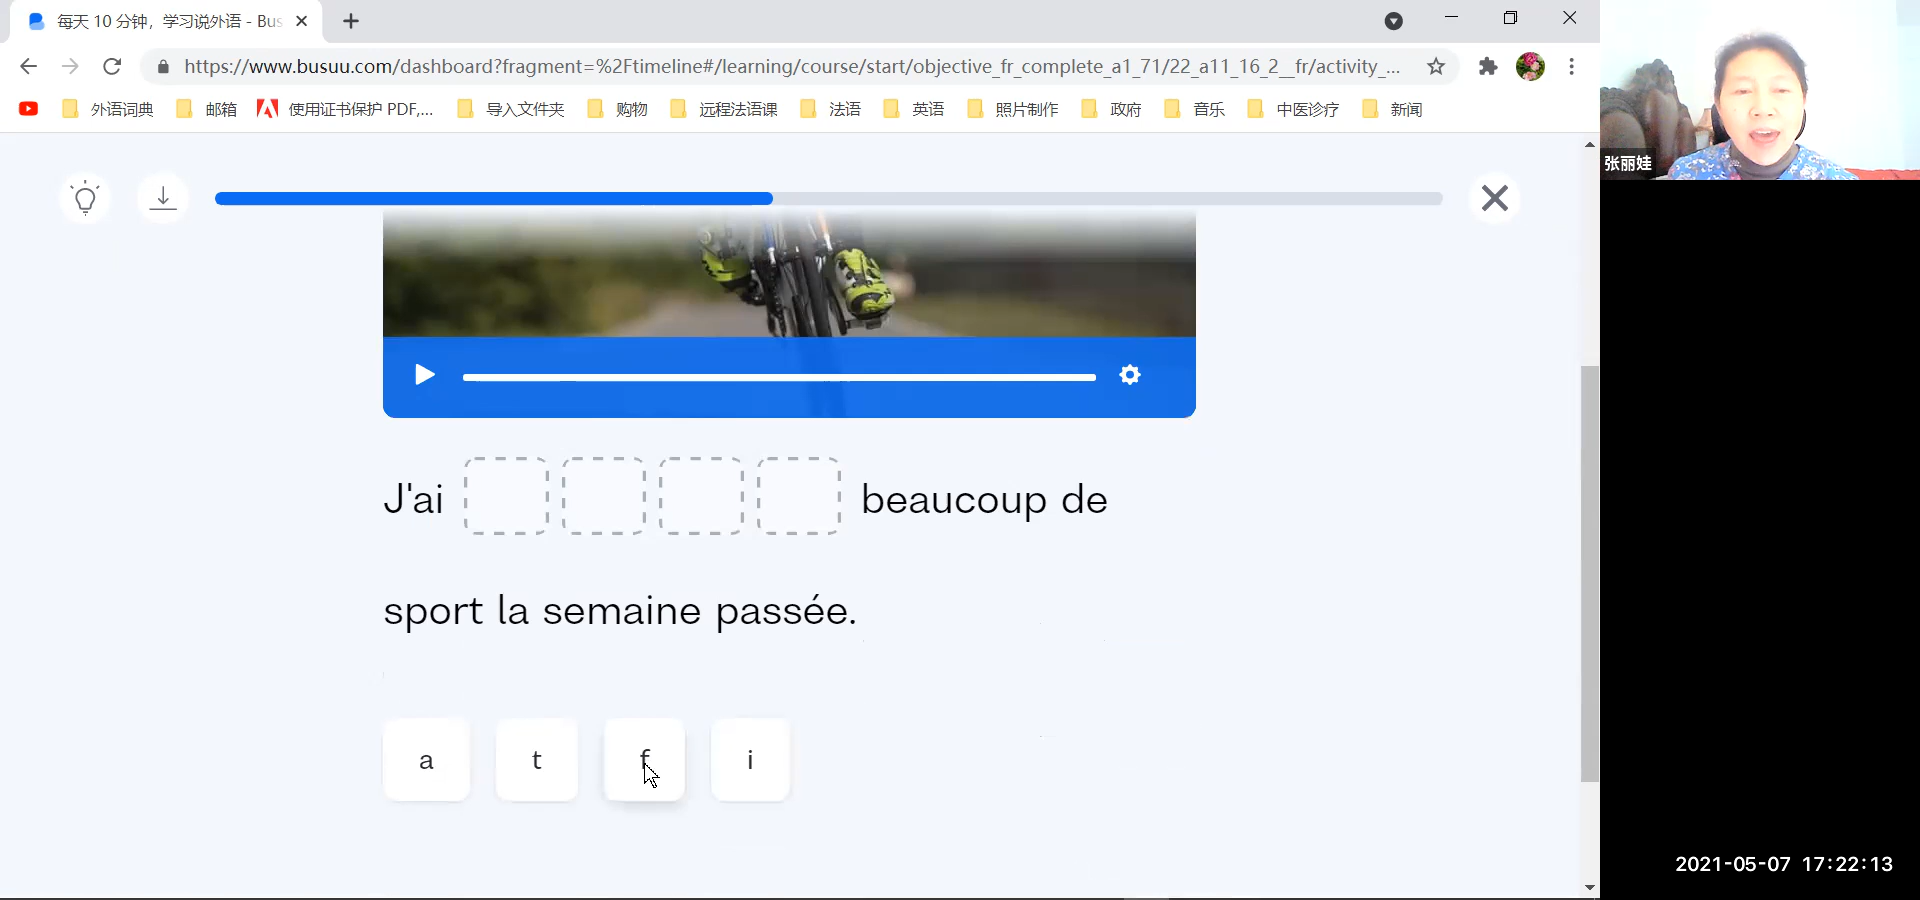 每天 10 分钟，学习说外语 - Bus
https://www.busuu.com/dashboard?fragment=%2Ftimeline#/learning/course/start/objective_fr_complete_a1_71/22_a11_16_2__fr/activity_...
外语词典 邮箱 使用证书保护 PDF,... 导入文件夹 购物 远程法语课 法语 英语 照片制作 政府 音乐 中医诊疗 新闻
张丽娃
J'ai beaucoup de
sport la semaine passée.
a t f i
2021-05-07 17:22:13